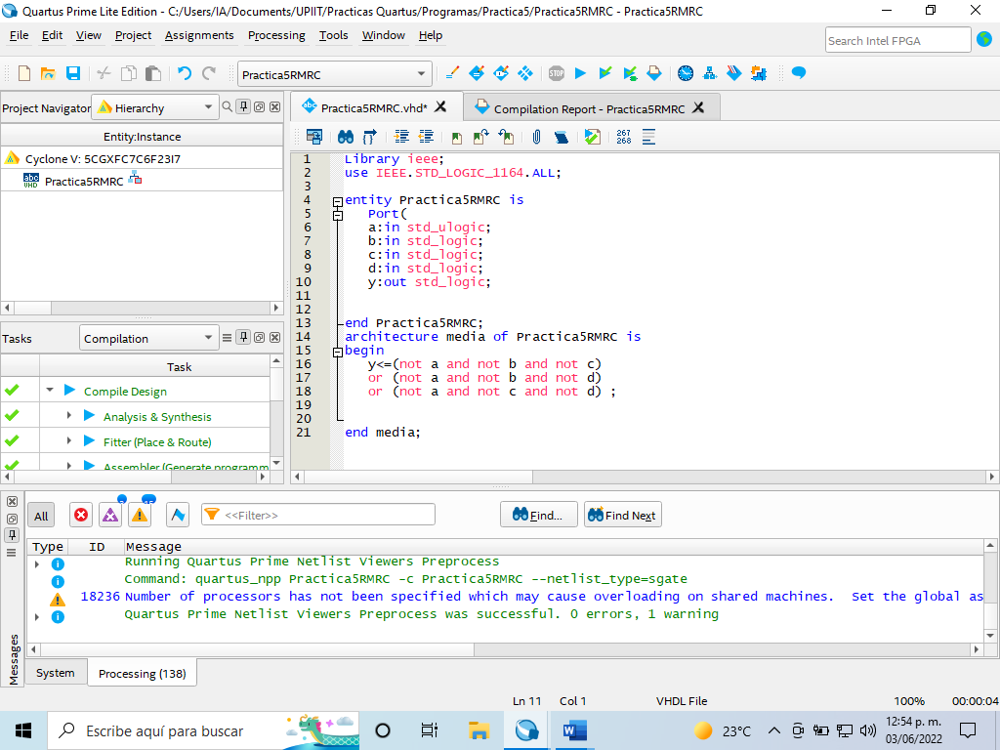 Quartus Prime Lite Edition - C:/Users/IA/Documents/UPIIT/Practicas Quartus/Programas/Practica5/Practica5RMRC - Practica5RMRC
File Edit View Project Assignments Processing Tools Window Help
Search Intel FPGA
Practica5RMRC
STOP
Project Navigator Hierarchy
Entity:Instance
Cyclone V: 5CGXFC7C6F23I7
Practica5RMRC
Tasks Compilation
Task
Compile Design
Analysis & Synthesis
Fitter (Place & Route)
Assembler (Generate programm
Practica5RMRC.vhd* Compilation Report - Practica5RMRC
267
268
1 Library ieee;
2 use IEEE.STD_LOGIC_1164.ALL;
3
4 entity Practica5RMRC is
5 Port(
6 a:in std_ulogic;
7 b:in std_logic;
8 c:in std_logic;
9 d:in std_logic;
10 y:out std_logic;
11
12
13 end Practica5RMRC;
14 architecture media of Practica5RMRC is
15 begin
16 y<=(not a and not b and not c)
17 or (not a and not b and not d)
18 or (not a and not c and not d) ;
19
20
21 end media;
All <<Filter>> Find... Find Next
Type ID Message
Running Quartus Prime Netlist Viewers Preprocess
Command: quartus_npp Practica5RMRC -c Practica5RMRC --netlist_type=sgate
18236 Number of processors has not been specified which may cause overloading on shared machines. Set the global as
Quartus Prime Netlist Viewers Preprocess was successful. 0 errors, 1 warning
Messages
System Processing (138)
Ln 11 Col 1 VHDL File 100% 00:00:04
Escribe aquí para buscar
23°C
12:54 p. m.
03/06/2022